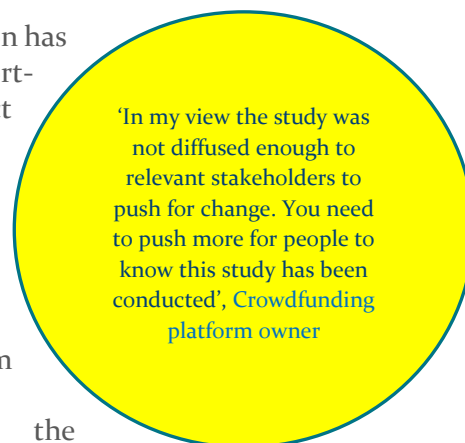 n has
rt-
ct
‘In my view the study was
not diffused enough to
relevant stakeholders to
push for change. You need
to push more for people to
know this study has been
conducted’, Crowdfunding
platform owner
n
the